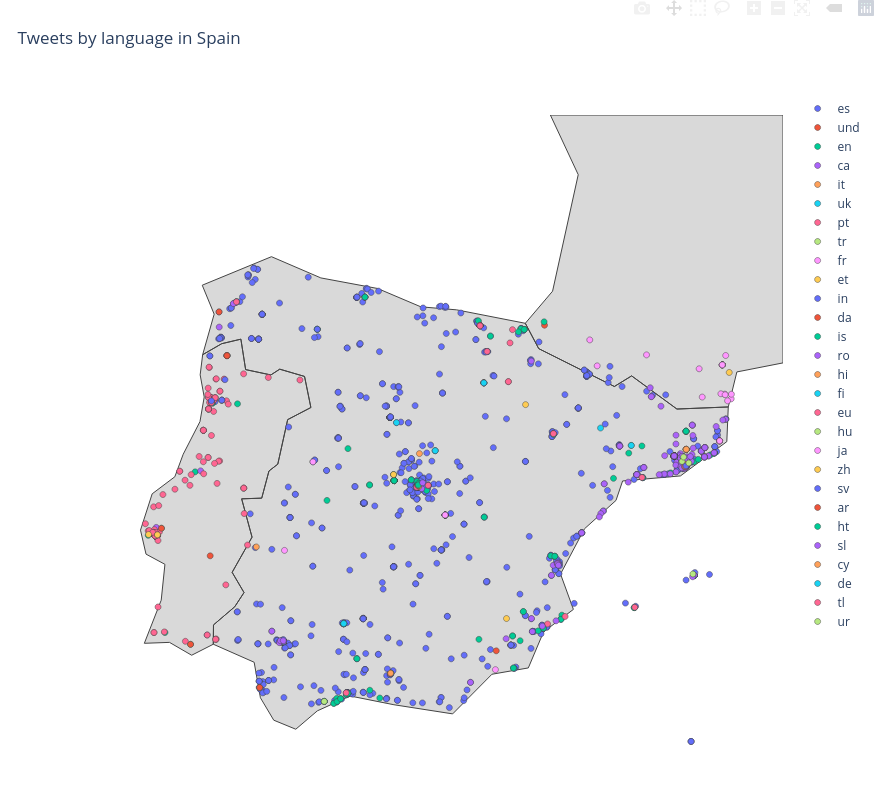 Tweets by language in Spain
es
und
en
ca
it
uk
pt
tr
fr
et
in
da
is
ro
hi
fi
eu
hu
ja
zh
sv
ar
ht
sl
cy
de
tl
ur